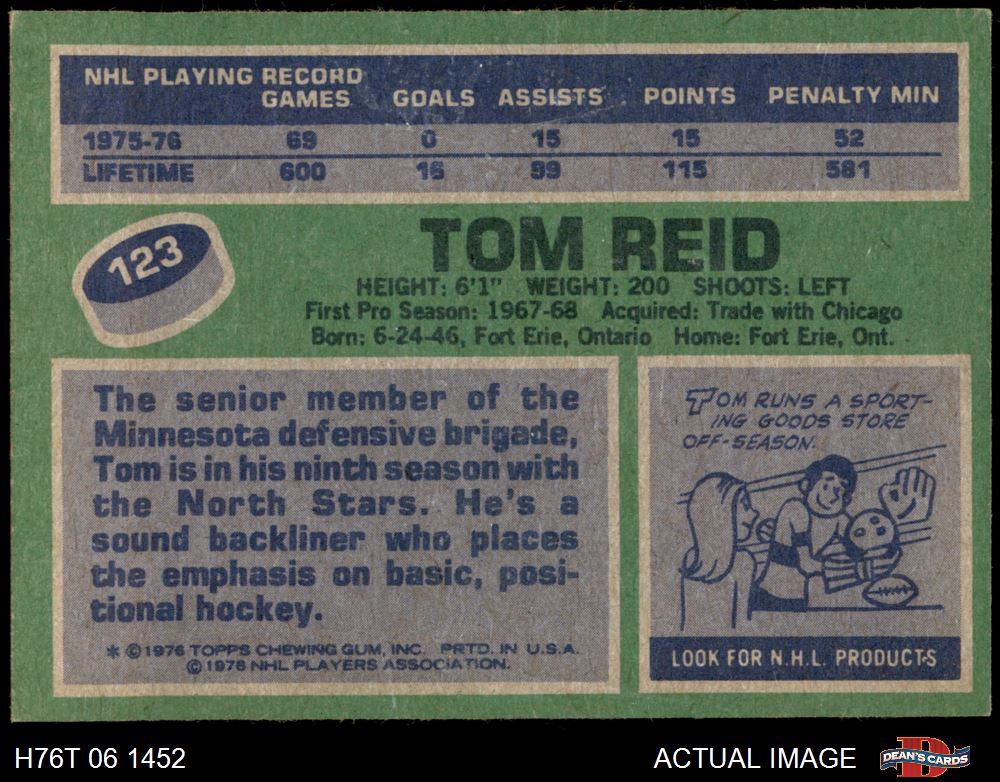 NHL PLAYING RECORD
GAMES GOALS ASSISTS POINTS PENALTY MIN
1975-76 69 0 15 15 52
LIFETIME 600 16 99 115 581
123
TOM REID
HEIGHT: 6'1" WEIGHT: 200 SHOOTS: LEFT
First Pro Season: 1967-68 Acquired: Trade with Chicago
Born: 6-24-46, Fort Erie, Ontario Home: Fort Erie, Ont.
The senior member of the
Minnesota defensive brigade,
Tom is in his ninth season with
the North Stars. He's a
sound backliner who places
the emphasis on basic, posi-
tional hockey.
* © 1976 TOPPS CHEWING GUM, INC. PRTD. IN U.S.A.
© 1976 NHL PLAYERS ASSOCIATION.
TOM RUNS A SPORT-
ING GOODS STORE
OFF-SEASON.
LOOK FOR N.H.L. PRODUCTS
H76T 06 1452
ACTUAL IMAGE
D
DEAN'S CARDS